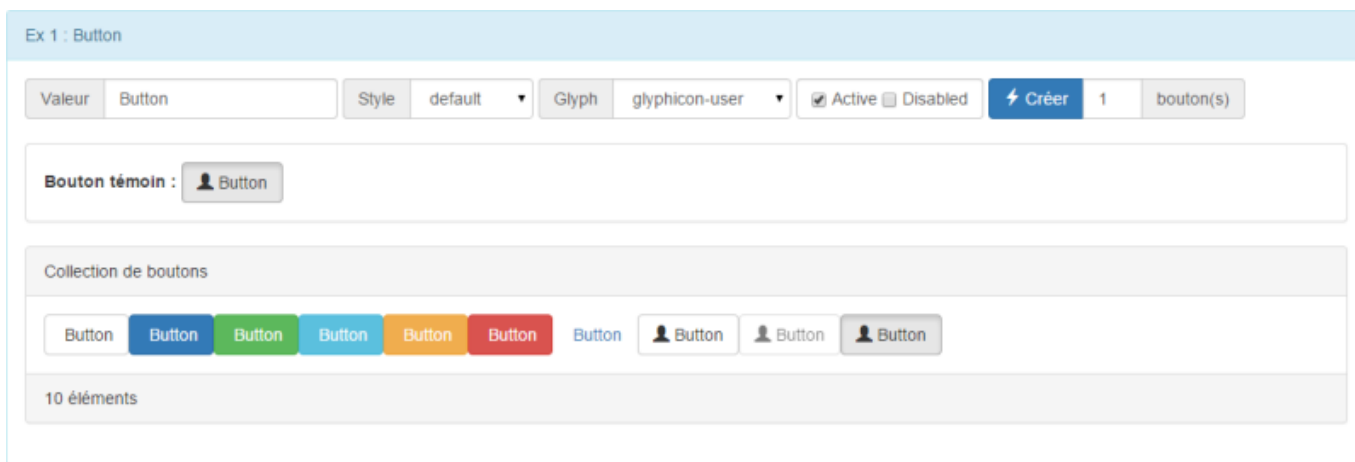 Ex 1 : Button
Valeur Button Style default Glyph glyphicon-user Active Disabled Créer 1 bouton(s)
Bouton témoin : Button
Collection de boutons
Button Button Button Button Button Button Button Button Button Button
10 éléments